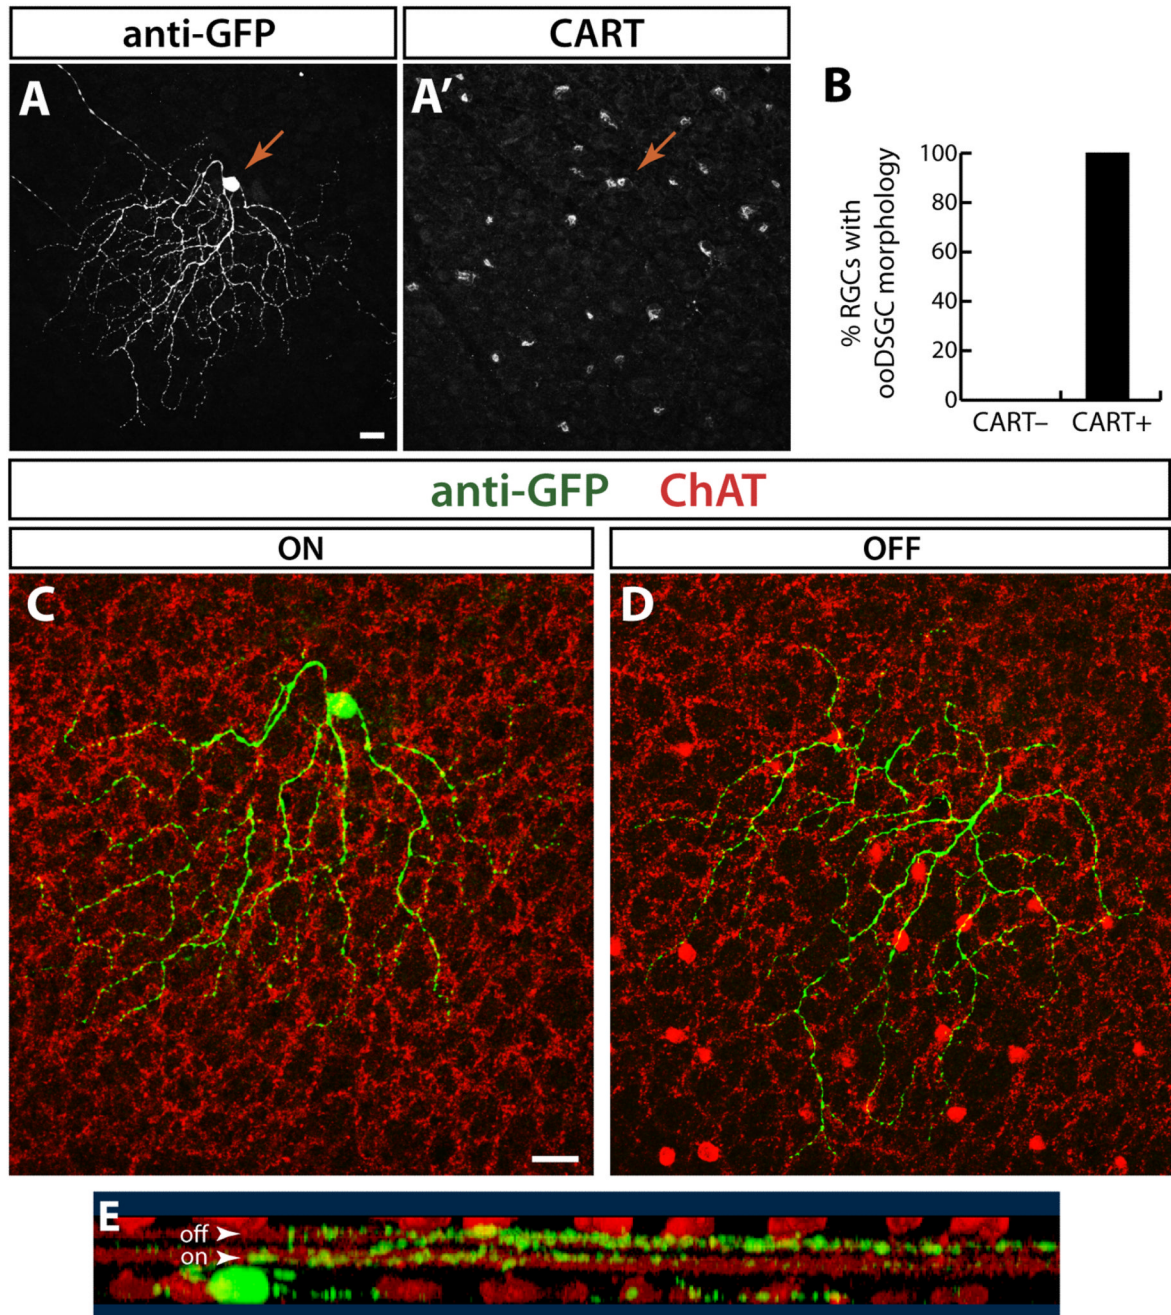 anti-GFP
CART
A
A'
B
% RGCs with
ooDSGC morphology
100
80
60
40
20
0
CART–
CART+
anti-GFP ChAT
ON
OFF
C
D
E
off
on